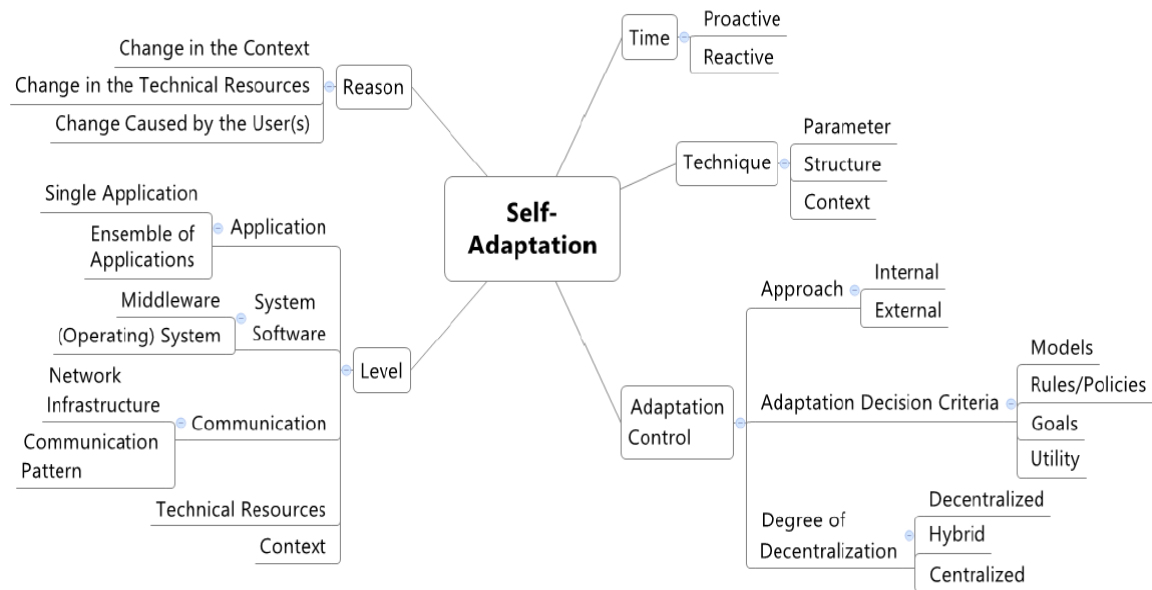 Self-
Adaptation
Time
Proactive
Reactive
Technique
Parameter
Structure
Context
Adaptation
Control
Approach
Internal
External
Adaptation Decision Criteria
Models
Rules/Policies
Goals
Utility
Degree of
Decentralization
Decentralized
Hybrid
Centralized
Reason
Change in the Context
Change in the Technical Resources
Change Caused by the User(s)
Level
Application
Single Application
Ensemble of
Applications
System
Software
Middleware
(Operating) System
Communication
Network
Infrastructure
Communication
Pattern
Technical Resources
Context